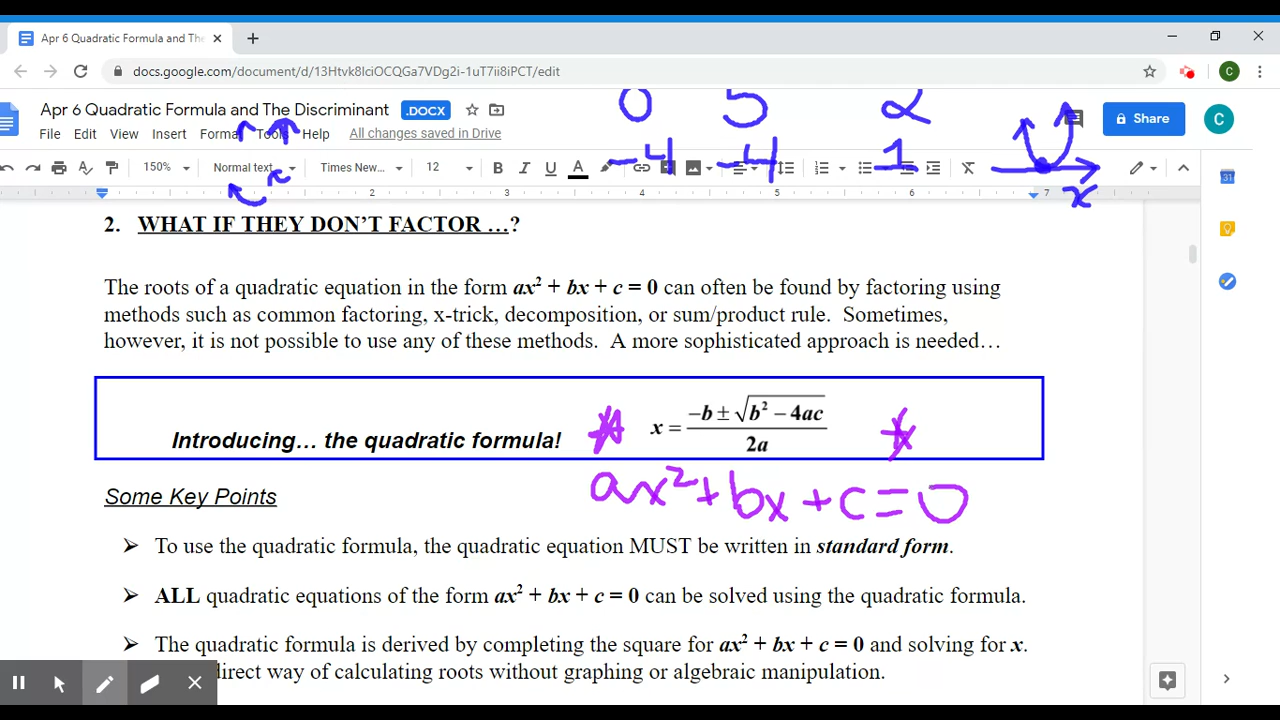 Apr 6 Quadratic Formula and The
docs.google.com/document/d/13Htvk8lciOCQGa7VDg2i-1uT7ii8iPCT/edit
C
Apr 6 Quadratic Formula and The Discriminant .DOCX
Share
C
File Edit View Insert Format Tools Help All changes saved in Drive
0 5 2
-4 -4 1
x
150% Normal text Times New... 12 B I U A
2 4 5 6 7
31
2. WHAT IF THEY DON'T FACTOR …?
The roots of a quadratic equation in the form ax² + bx + c = 0 can often be found by factoring using
methods such as common factoring, x-trick, decomposition, or sum/product rule. Sometimes,
however, it is not possible to use any of these methods. A more sophisticated approach is needed…
Introducing… the quadratic formula! x = (-b ± √(b² - 4ac)) / 2a
ax²+bx+c=0
Some Key Points
➢ To use the quadratic formula, the quadratic equation MUST be written in standard form.
➢ ALL quadratic equations of the form ax² + bx + c = 0 can be solved using the quadratic formula.
➢ The quadratic formula is derived by completing the square for ax² + bx + c = 0 and solving for x.
direct way of calculating roots without graphing or algebraic manipulation.